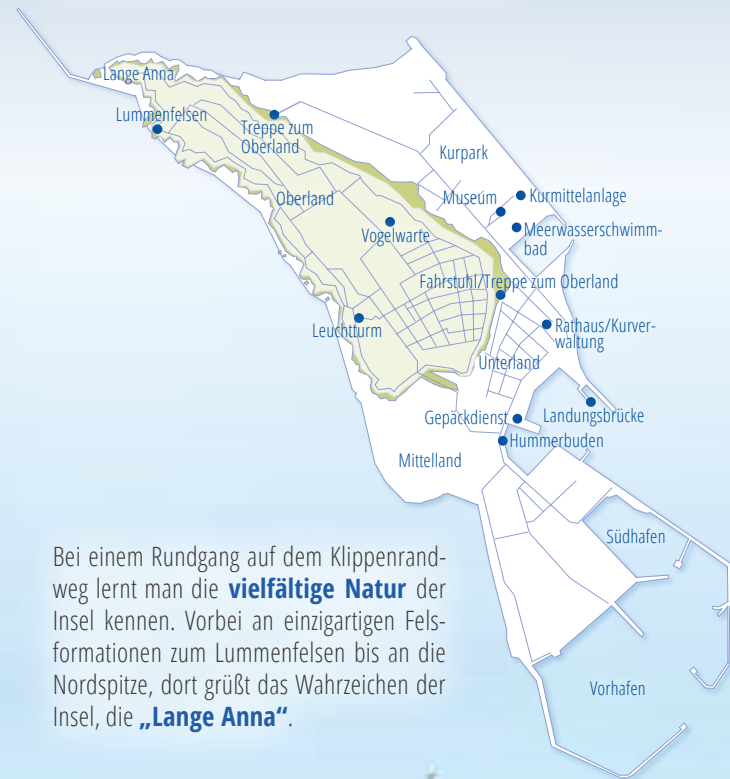 Lange Anna
Lummenfelsen
Treppe zum
Oberland
Kurpark
Oberland
Museum
Kurmittelanlage
Vogelwarte
Meerwasserschwimm-
bad
Fahrstuhl/Treppe zum Oberland
Leuchtturm
Rathaus/Kurver-
waltung
Unterland
Gepäckdienst
Landungsbrücke
Hummerbuden
Mittelland
Südhafen
Vorhafen
Bei einem Rundgang auf dem Klippenrand-
weg lernt man die vielfältige Natur der
Insel kennen. Vorbei an einzigartigen Fels-
formationen zum Lummenfelsen bis an die
Nordspitze, dort grüßt das Wahrzeichen der
Insel, die „Lange Anna“.